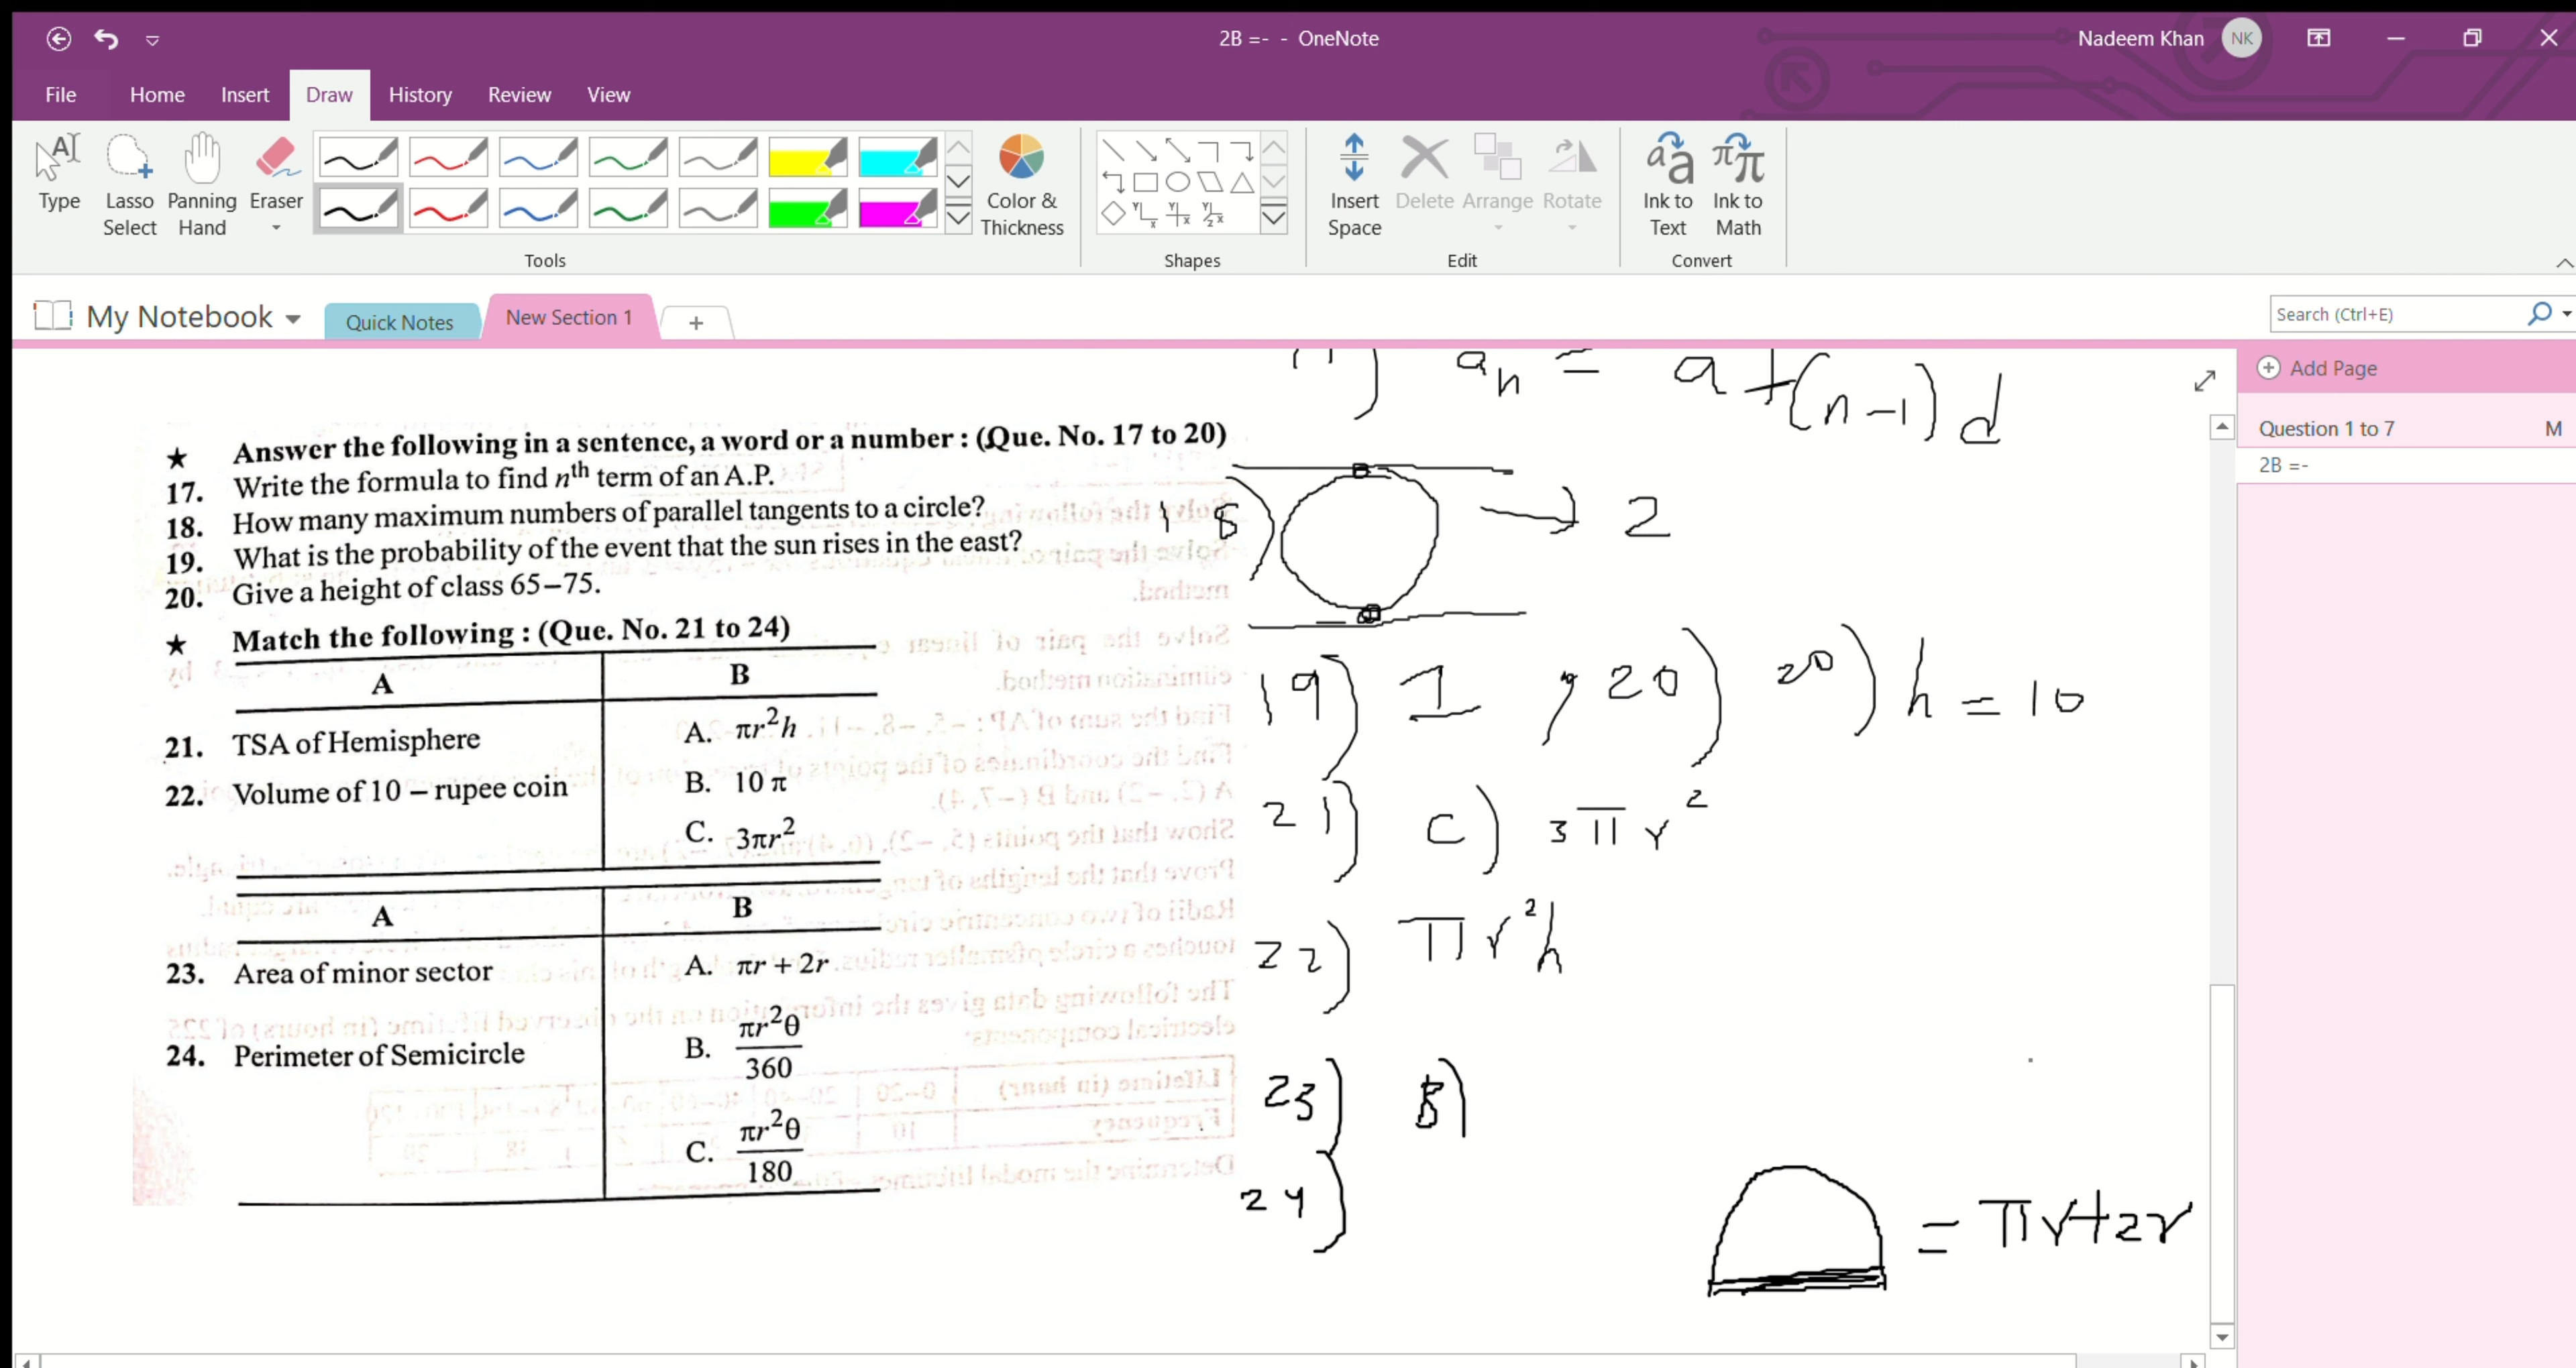 2B =- - OneNote
Nadeem Khan NK
File Home Insert Draw History Review View
Type Lasso Select Panning Hand Eraser Color & Thickness Insert Space Delete Arrange Rotate Ink to Text Ink to Math
Tools Shapes Edit Convert
My Notebook Quick Notes New Section 1 +
Search (Ctrl+E)
Add Page
Question 1 to 7 M
2B =-
★ Answer the following in a sentence, a word or a number : (Que. No. 17 to 20)
17. Write the formula to find nth term of an A.P.
18. How many maximum numbers of parallel tangents to a circle?
19. What is the probability of the event that the sun rises in the east?
20. Give a height of class 65–75.
★ Match the following : (Que. No. 21 to 24)
A B
21. TSA of Hemisphere A. πr²h
22. Volume of 10 – rupee coin B. 10 π
C. 3πr²
A B
23. Area of minor sector A. πr + 2r
24. Perimeter of Semicircle B. πr²θ/360
C. πr²θ/180
aₙ = a+(n-1)d
18) → 2
19) 1 , 20) 20) h = 10
21) C) 3πr²
22) πr²h
23) B)
24) = πr+2r